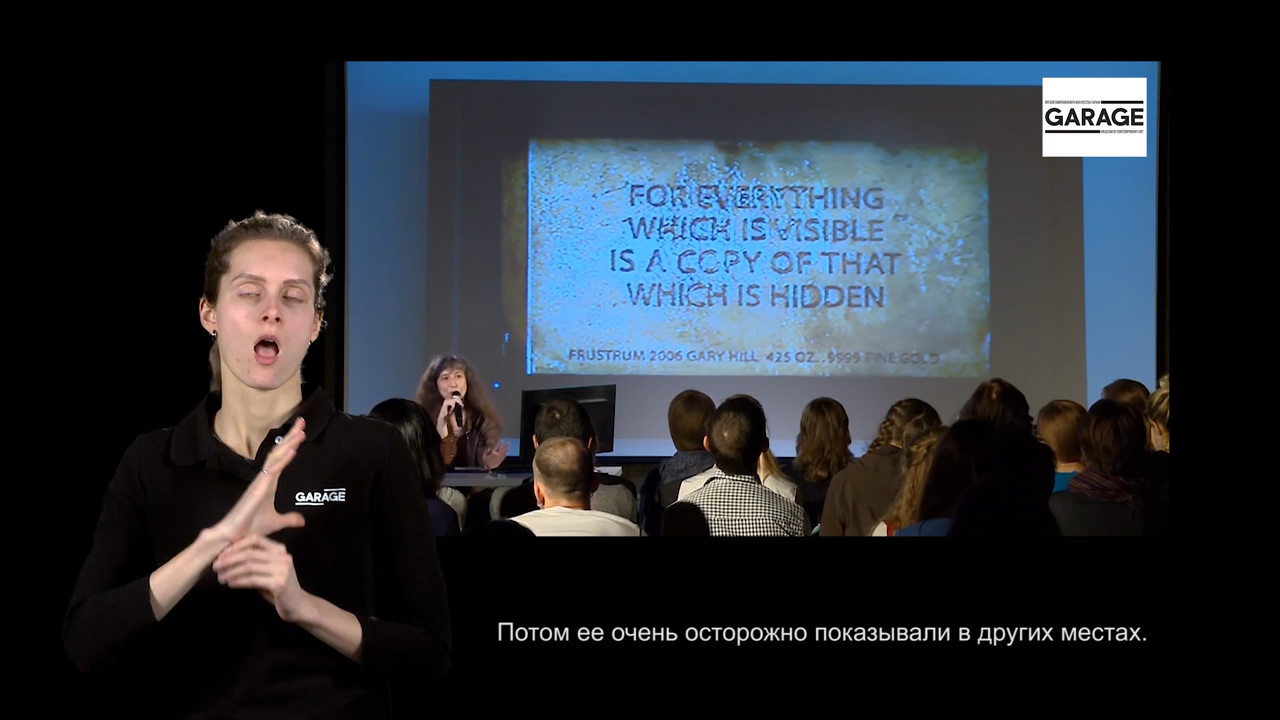 GARAGE
FOR EVERYTHING
WHICH IS VISIBLE
IS A COPY OF THAT
WHICH IS HIDDEN
FRUSTRUM 2006 GARY HILL 425 OZ. .9999 FINE GOLD
GARAGE
Потом ее очень осторожно показывали в других местах.